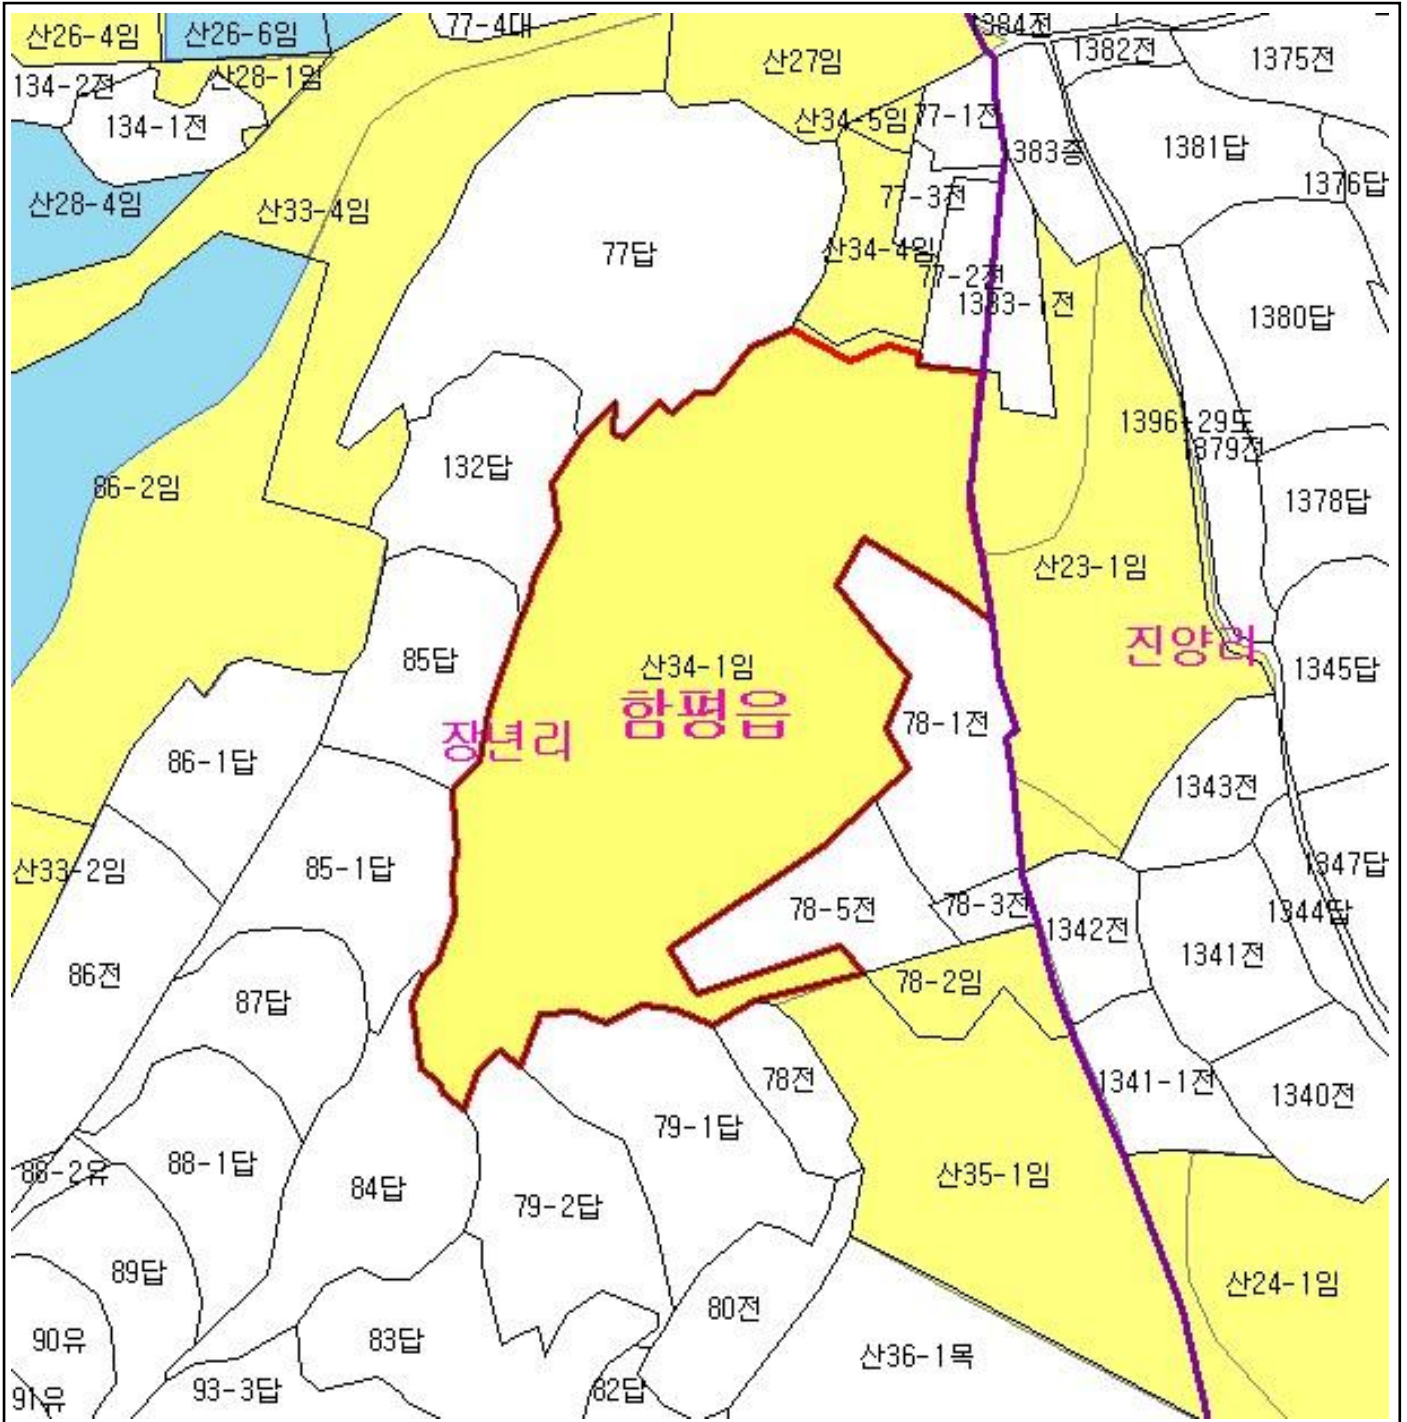 산26-4임
산26-6임
77-4대
1384전
1382전
1375전
134-2전
산28-1임
산27임
134-1전
산34-5임
77-1전
383종
1381답
1376답
산28-4임
산33-4임
77-3전
77답
산34-4임
77-2전
1383-1전
1380답
132답
1396-29도
1379전
86-2임
1378답
산23-1임
85답
산34-1임
진양리
1345답
함평읍
78-1전
장년리
86-1답
1343전
산33-2임
85-1답
1347답
78-5전
78-3전
1344답
1342전
1341전
86전
87답
78-2임
78전
1341-1전
1340전
79-1답
88-2유
88-1답
84답
산35-1임
79-2답
89답
산24-1임
80전
90유
83답
산36-1목
91유
93-3답
82답